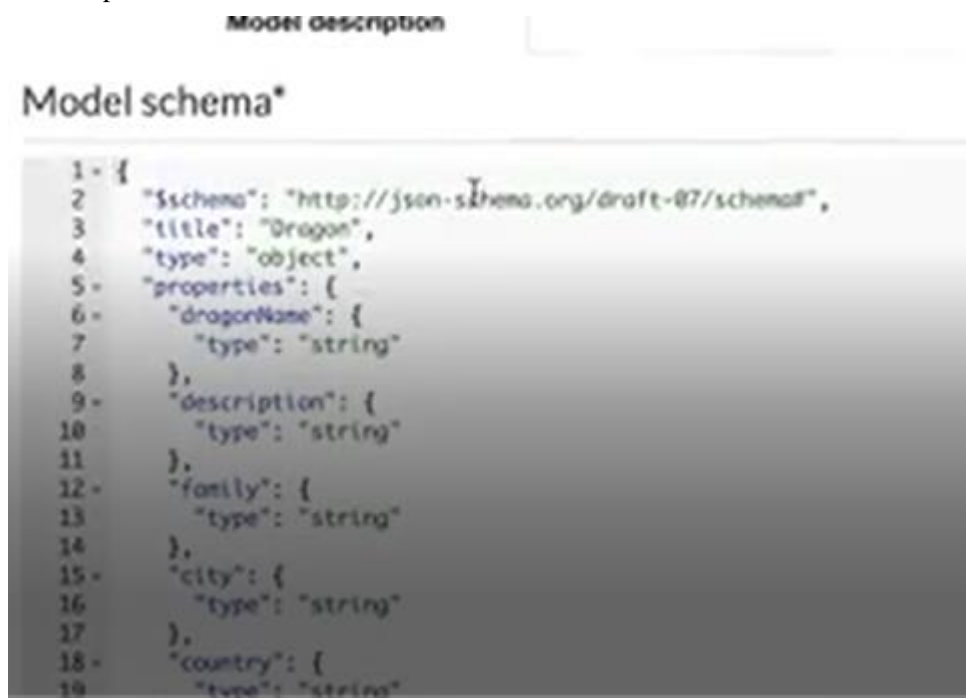 Model description
Model schema*
1 - {
2 "$schema": "http://json-schema.org/draft-07/schema#",
3 "title": "Dragon",
4 "type": "object",
5 - "properties": {
6 - "dragonName": {
7 "type": "string"
8 },
9 - "description": {
10 "type": "string"
11 },
12 - "family": {
13 "type": "string"
14 },
15 - "city": {
16 "type": "string"
17 },
18 - "country": {
19 "type": "string"